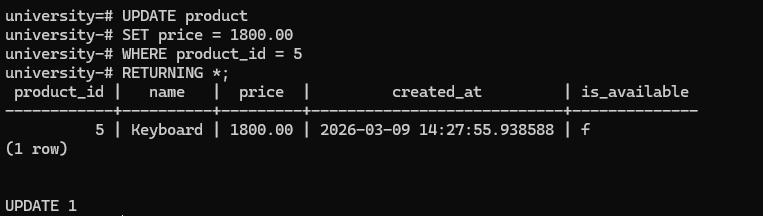 university=# UPDATE product
university-# SET price = 1800.00
university-# WHERE product_id = 5
university-# RETURNING *;
 product_id |   name   |  price  |         created_at         | is_available
------------+----------+---------+----------------------------+--------------
          5 | Keyboard | 1800.00 | 2026-03-09 14:27:55.938588 | f
(1 row)


UPDATE 1